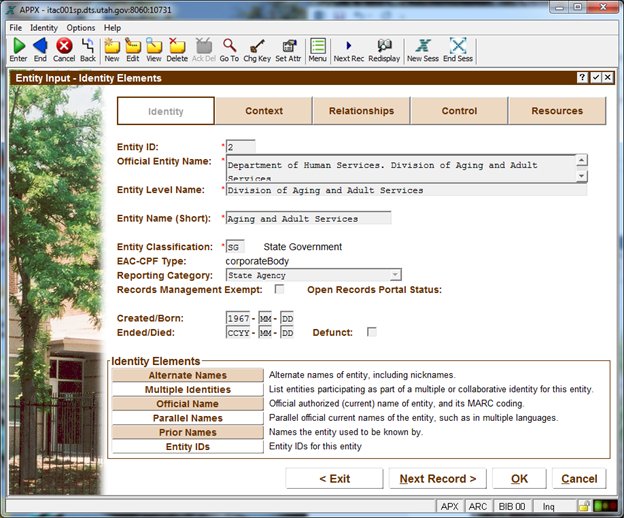 APPX - itac001sp.dts.utah.gov:8060:10731
File Identity Options Help
Enter End Cancel Back New Edit View Delete Ack Del Go To Chg Key Set Attr Menu Next Rec Redisplay New Sess End Sess
Entity Input - Identity Elements
Identity Context Relationships Control Resources
Entity ID: *2
Official Entity Name: *Department of Human Services. Division of Aging and Adult
Services
Entity Level Name: *Division of Aging and Adult Services
Entity Name (Short): *Aging and Adult Services
Entity Classification: *SG State Government
EAC-CPF Type: corporateBody
Reporting Category: State Agency
Records Management Exempt: Open Records Portal Status:
Created/Born: 1967-MM-DD
Ended/Died: CCYY-MM-DD Defunct:
Identity Elements
Alternate Names Alternate names of entity, including nicknames.
Multiple Identities List entities participating as part of a multiple or collaborative identity for this entity.
Official Name Official authorized (current) name of entity, and its MARC coding.
Parallel Names Parallel official current names of the entity, such as in multiple languages.
Prior Names Names the entity used to be known by.
Entity IDs Entity IDs for this entity
< Exit Next Record > OK Cancel
APX ARC BIB 00 Inq